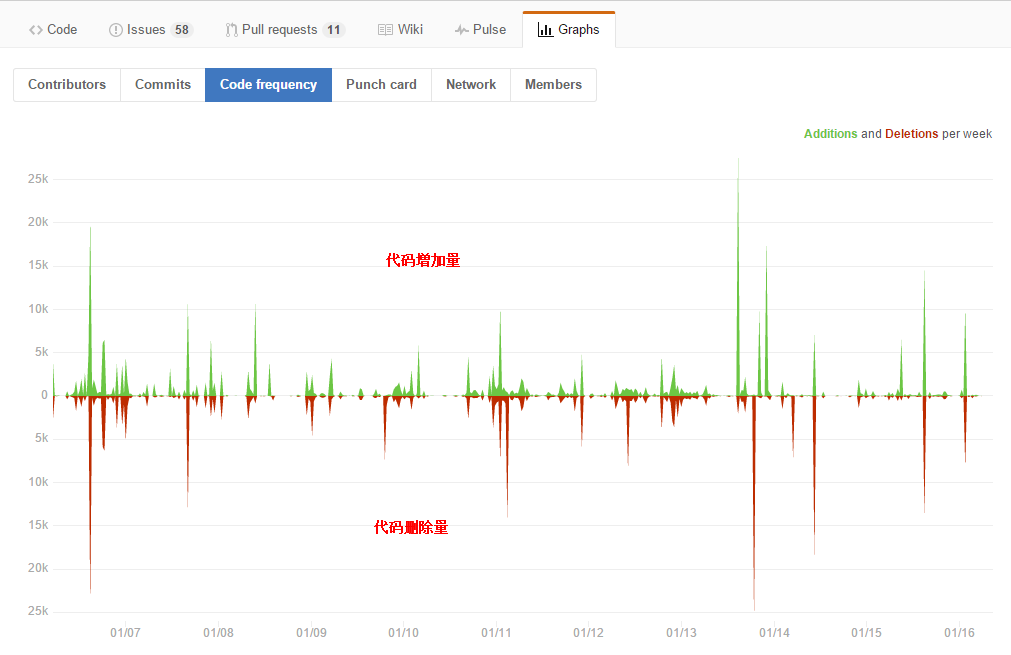 Code Issues 58 Pull requests 11 Wiki Pulse Graphs
Contributors Commits Code frequency Punch card Network Members
Additions and Deletions per week
25k
20k
代码增加量
15k
10k
5k
0
5k
10k
15k
代码删除量
20k
25k
01/07 01/08 01/09 01/10 01/11 01/12 01/13 01/14 01/15 01/16